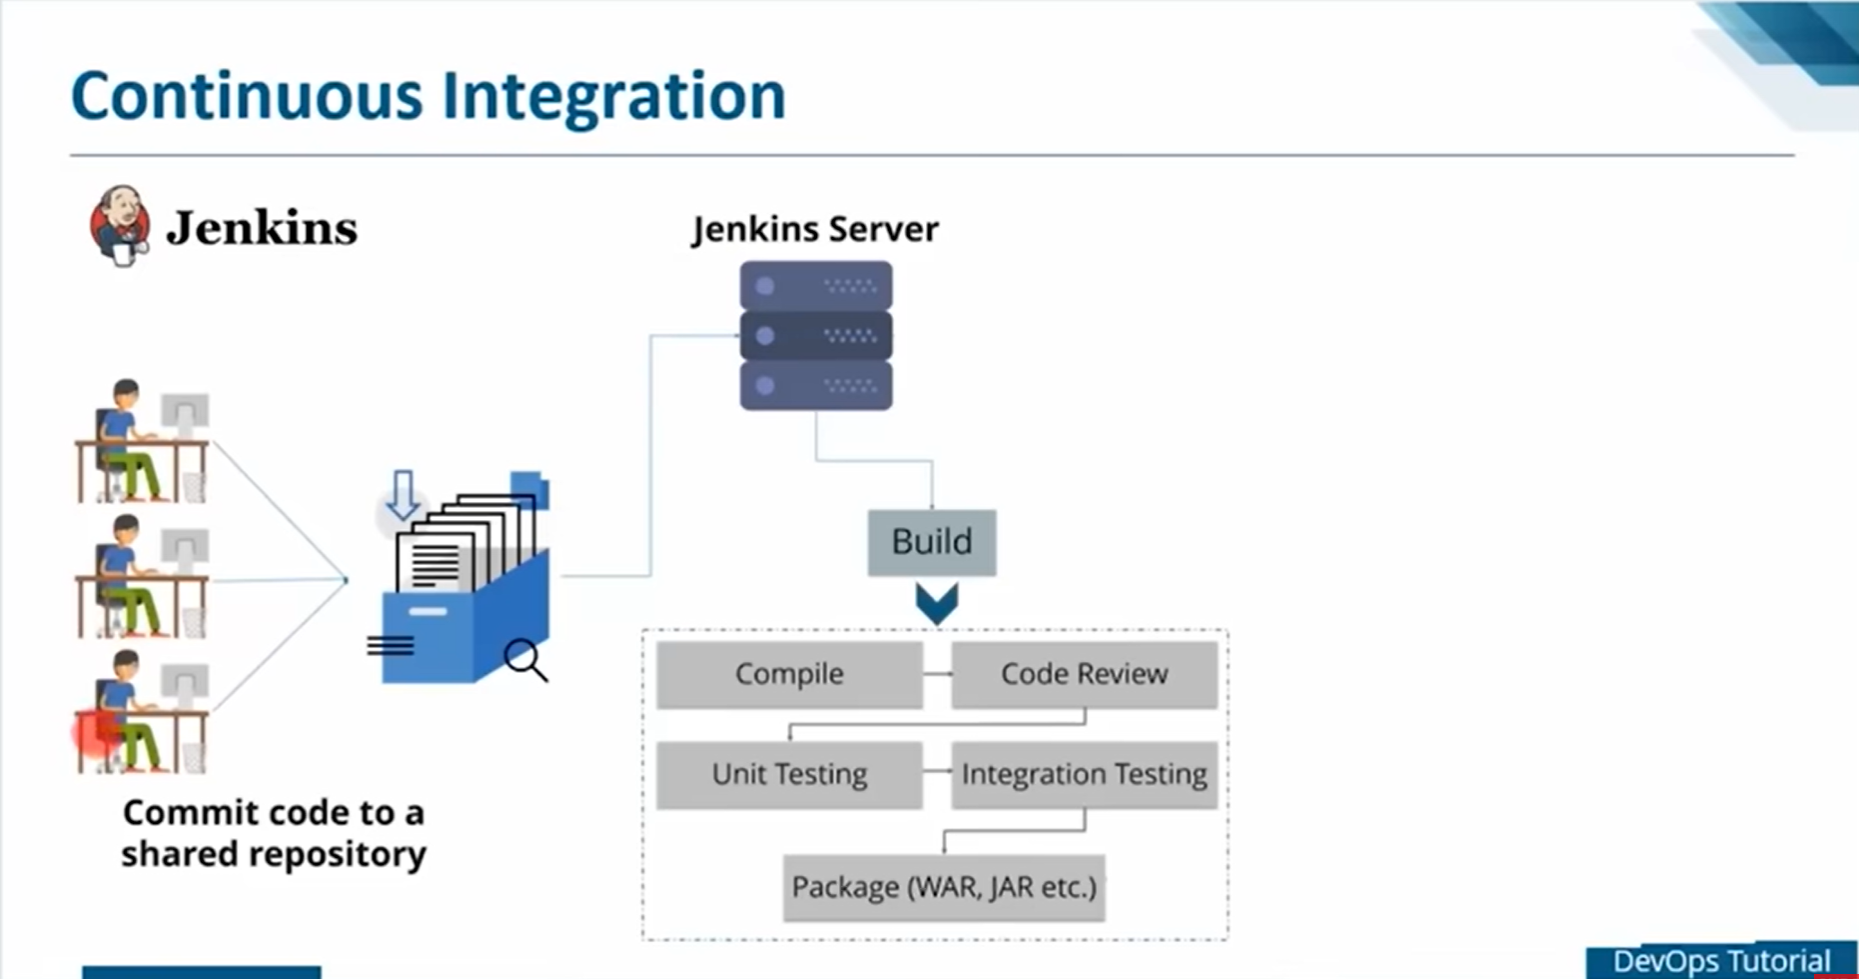 Continuous Integration
Jenkins
Jenkins Server
Build
Compile
Code Review
Unit Testing
Integration Testing
Package (WAR, JAR etc.)
Commit code to a
shared repository
DevOps Tutorial